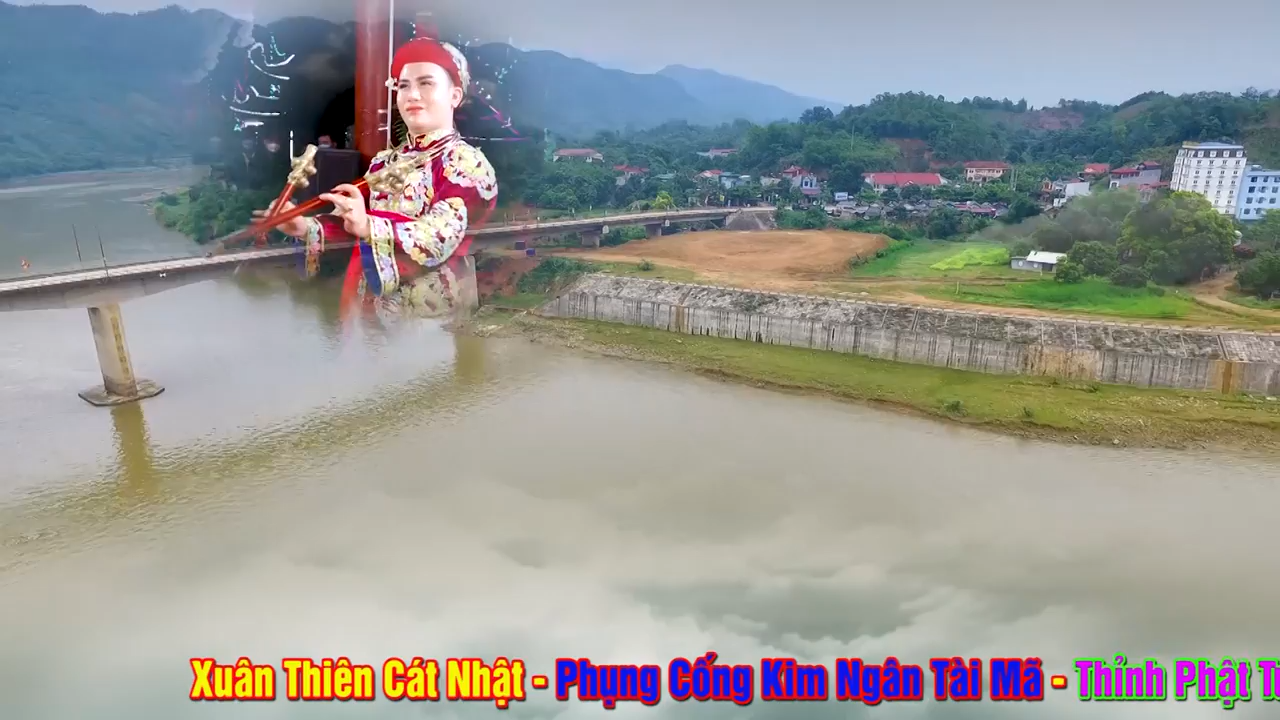 Xuân Thiên Cát Nhật - Phụng Cống Kim Ngân Tài Mã - Thỉnh Phật